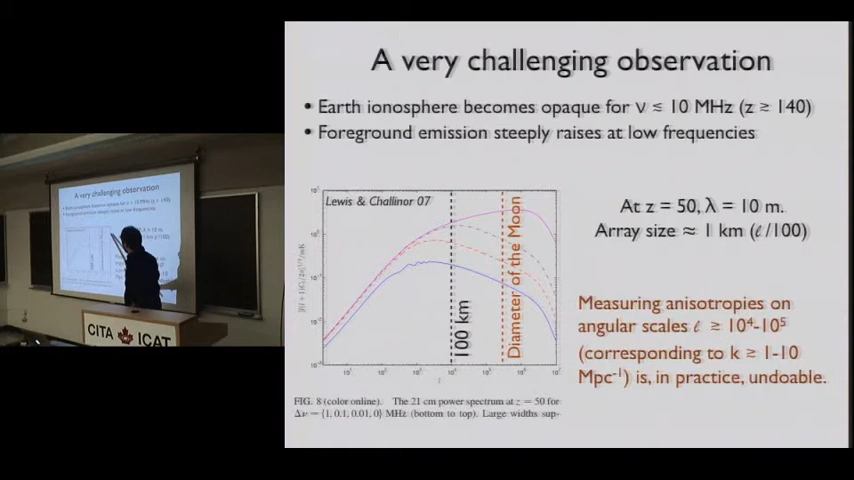 A very challenging observation
• Earth ionosphere becomes opaque for ν ≤ 10 MHz (z ≥ 140)
• Foreground emission steeply raises at low frequencies
Lewis & Challinor 07
100 km
Diameter of the Moon
FIG. 8 (color online). The 21 cm power spectrum at z = 50 for
Δν = {1, 0.1, 0.01, 0} MHz (bottom to top). Large widths sup-
At z = 50, λ = 10 m.
Array size ≈ 1 km (ℓ/100)
Measuring anisotropies on
angular scales ℓ ≥ 10⁴-10⁵
(corresponding to k ≥ 1-10
Mpc⁻¹) is, in practice, undoable.
A very challenging observation
CITA ICAT